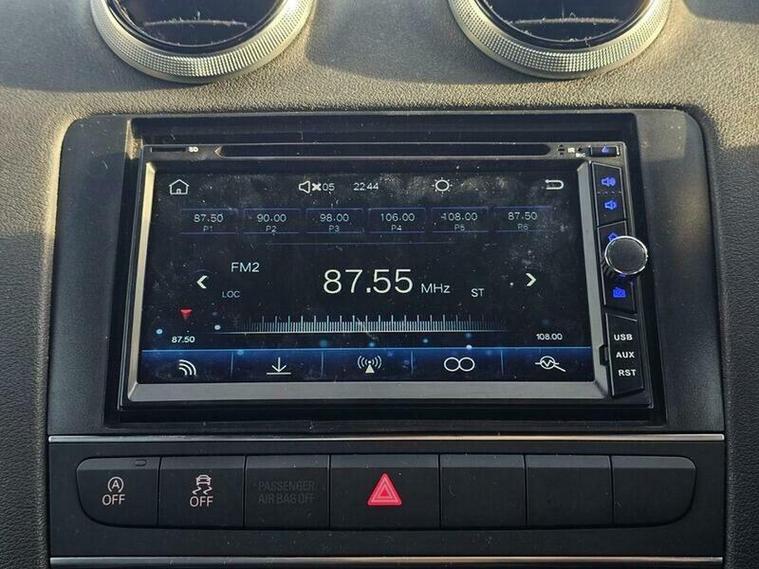 SD
IR
MIC
05 22:44
87.50 90.00 98.00 106.00 108.00 87.50
P1 P2 P3 P4 P5 P6
FM2
87.55 MHz
LOC
ST
87.50 108.00
USB
AUX
RST
A
OFF
OFF
PASSENGER
AIR BAG OFF